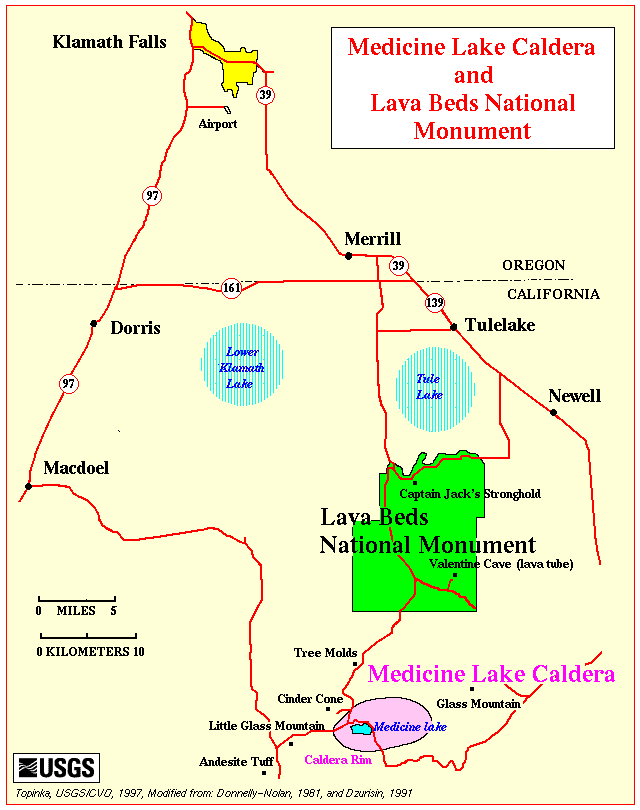 Klamath Falls
Medicine Lake Caldera
and
Lava Beds National
Monument
39
Airport
97
Merrill
39
OREGON
161
CALIFORNIA
139
Dorris
Tulelake
Lower
Klamath
Lake
Tule
Lake
97
Newell
Macdoel
Captain Jack's Stronghold
Lava Beds
National Monument
Valentine Cave (lava tube)
0 MILES 5
0 KILOMETERS 10
Tree Molds
Medicine Lake Caldera
Cinder Cone
Glass Mountain
Little Glass Mountain
Medicine lake
Andesite Tuff
Caldera Rim
USGS
Topinka, USGS/CVO, 1997, Modified from: Donnelly-Nolan, 1981, and Dzurisin, 1991